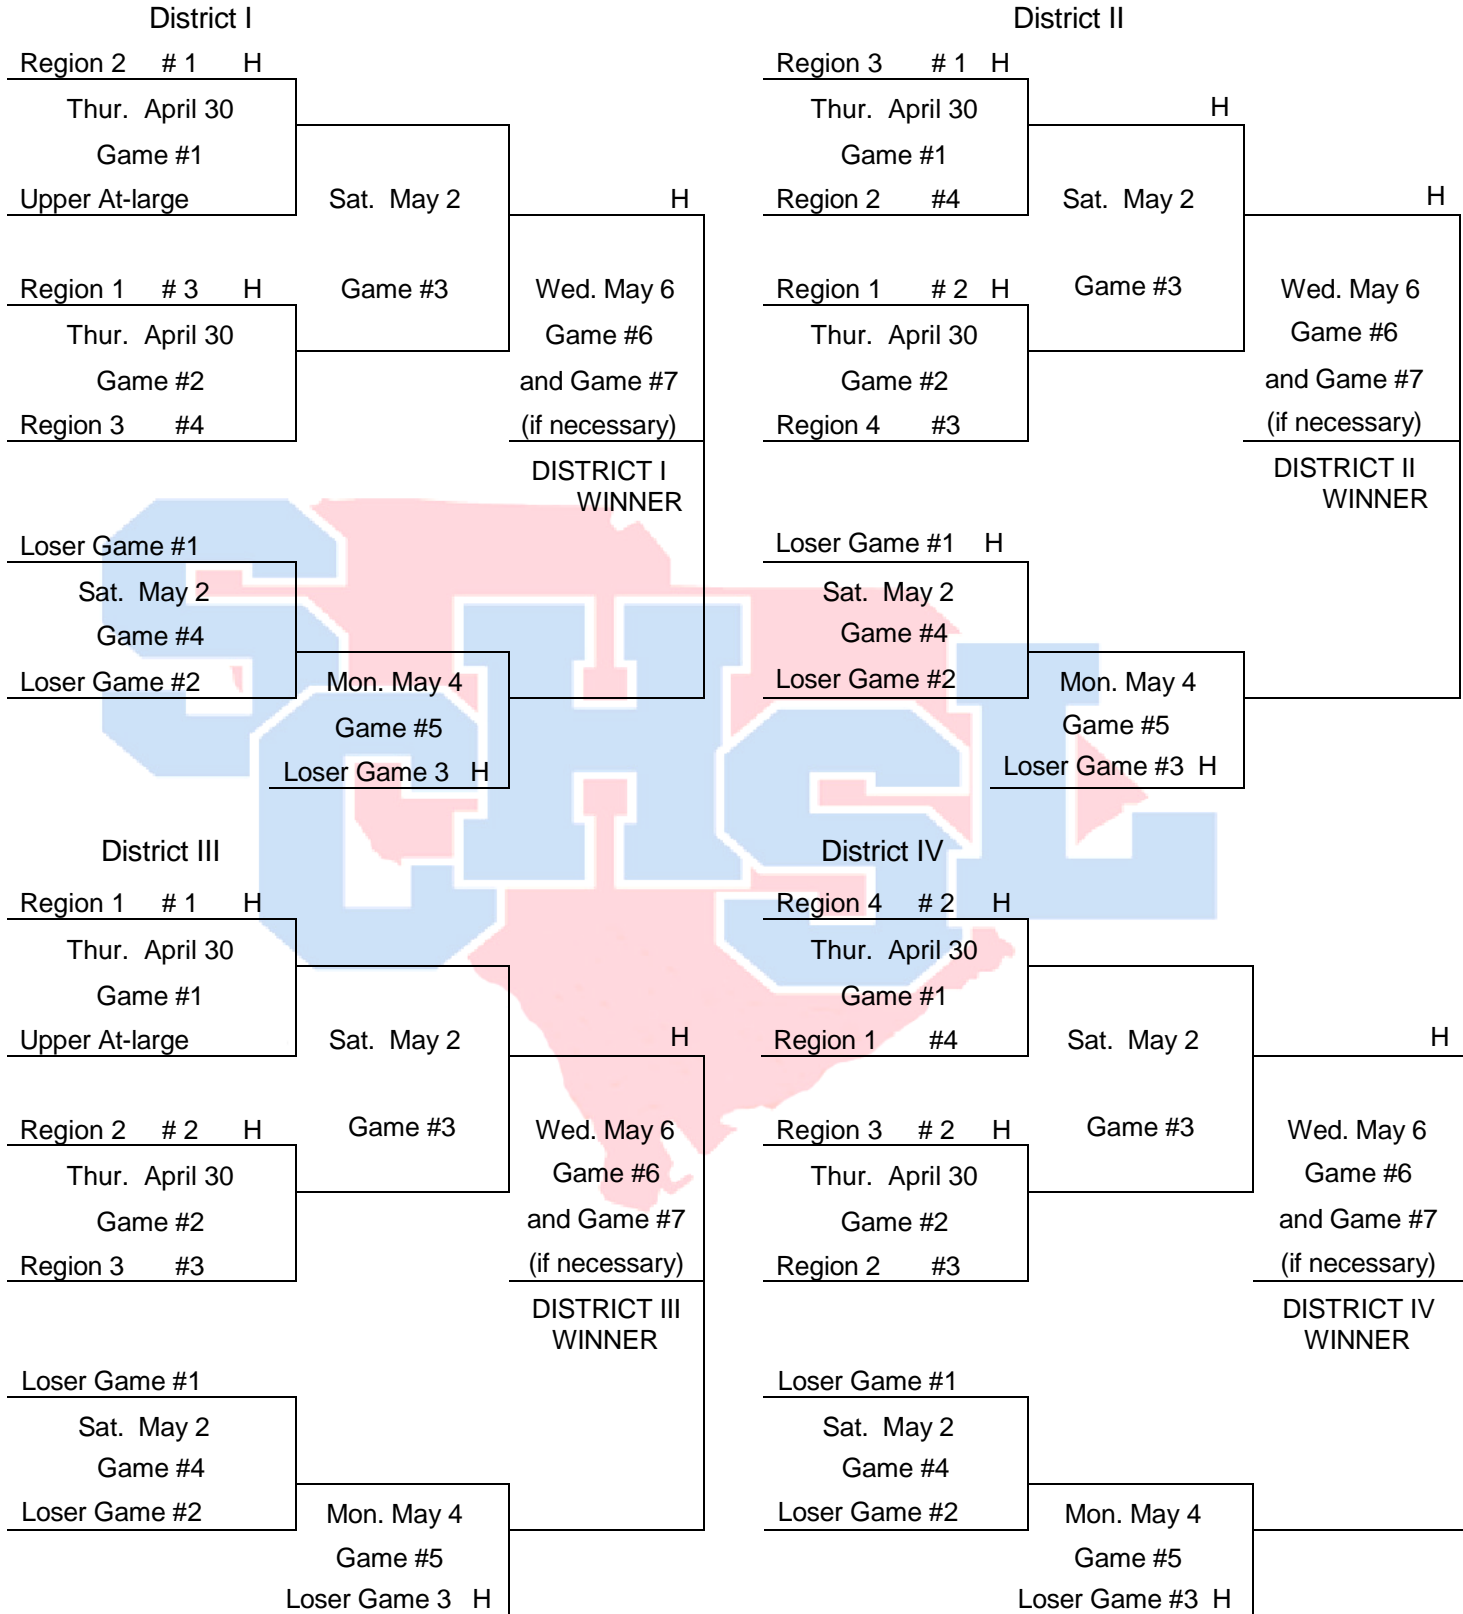 District I
Region 2 # 1 H
Thur. April 30
Game #1
Upper At-large
Sat. May 2
H
Region 1 # 3 H
Game #3
Wed. May 6
Thur. April 30
Game #6
Game #2
and Game #7
Region 3 #4
(if necessary)
DISTRICT I
WINNER
Loser Game #1
Sat. May 2
Game #4
Loser Game #2
Mon. May 4
Game #5
Loser Game 3 H
District II
Region 3 # 1 H
Thur. April 30
H
Game #1
Region 2 #4
Sat. May 2
H
Region 1 # 2 H
Game #3
Wed. May 6
Thur. April 30
Game #6
Game #2
and Game #7
Region 4 #3
(if necessary)
DISTRICT II
WINNER
Loser Game #1 H
Sat. May 2
Game #4
Loser Game #2
Mon. May 4
Game #5
Loser Game #3 H
SCHSL
District III
Region 1 # 1 H
Thur. April 30
Game #1
Upper At-large
Sat. May 2
H
Region 2 # 2 H
Game #3
Wed. May 6
Thur. April 30
Game #6
Game #2
and Game #7
Region 3 #3
(if necessary)
DISTRICT III
WINNER
Loser Game #1
Sat. May 2
Game #4
Loser Game #2
Mon. May 4
Game #5
Loser Game 3 H
District IV
Region 4 # 2 H
Thur. April 30
Game #1
Region 1 #4
Sat. May 2
H
Region 3 # 2 H
Game #3
Wed. May 6
Thur. April 30
Game #6
Game #2
and Game #7
Region 2 #3
(if necessary)
DISTRICT IV
WINNER
Loser Game #1
Sat. May 2
Game #4
Loser Game #2
Mon. May 4
Game #5
Loser Game #3 H